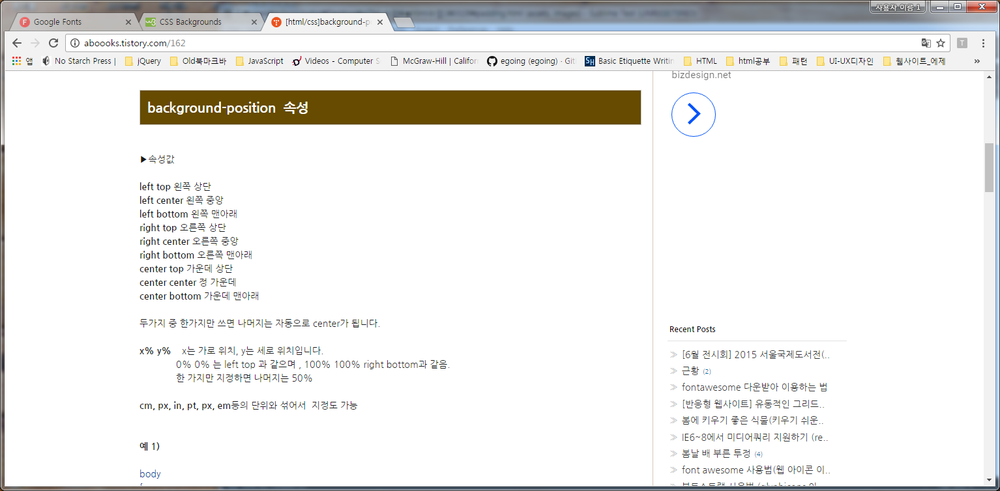 사용자 이름 1
Google Fonts
CSS Backgrounds
[html/css]background-p
aboooks.tistory.com/162
앱 No Starch Press | jQuery Old북마크바 JavaScript Videos - Computer S McGraw-Hill | Califor egoing (egoing) · Git Basic Etiquette Writin HTML html공부 패턴 UI-UX디자인 웹사이트_예제 »
bizdesign.net
background-position 속성
▶속성값
left top 왼쪽 상단
left center 왼쪽 중앙
left bottom 왼쪽 맨아래
right top 오른쪽 상단
right center 오른쪽 중앙
right bottom 오른쪽 맨아래
center top 가운데 상단
center center 정 가운데
center bottom 가운데 맨아래
두가지 중 한가지만 쓰면 나머지는 자동으로 center가 됩니다.
x% y% x는 가로 위치, y는 세로 위치입니다.
0% 0% 는 left top 과 같으며 , 100% 100% right bottom과 같음.
한 가지만 지정하면 나머지는 50%
cm, px, in, pt, px, em등의 단위와 섞어서 지정도 가능
예 1)
body
{
Recent Posts
[6월 전시회] 2015 서울국제도서전(..
근황 (2)
fontawesome 다운받아 이용하는 법
[반응형 웹사이트] 유동적인 그리드..
봄에 키우기 좋은 식물(키우기 쉬운..
IE6~8에서 미디어쿼리 지원하기 (re..
봄날 배 부른 투정 (4)
font awesome 사용법(웹 아이콘 이..